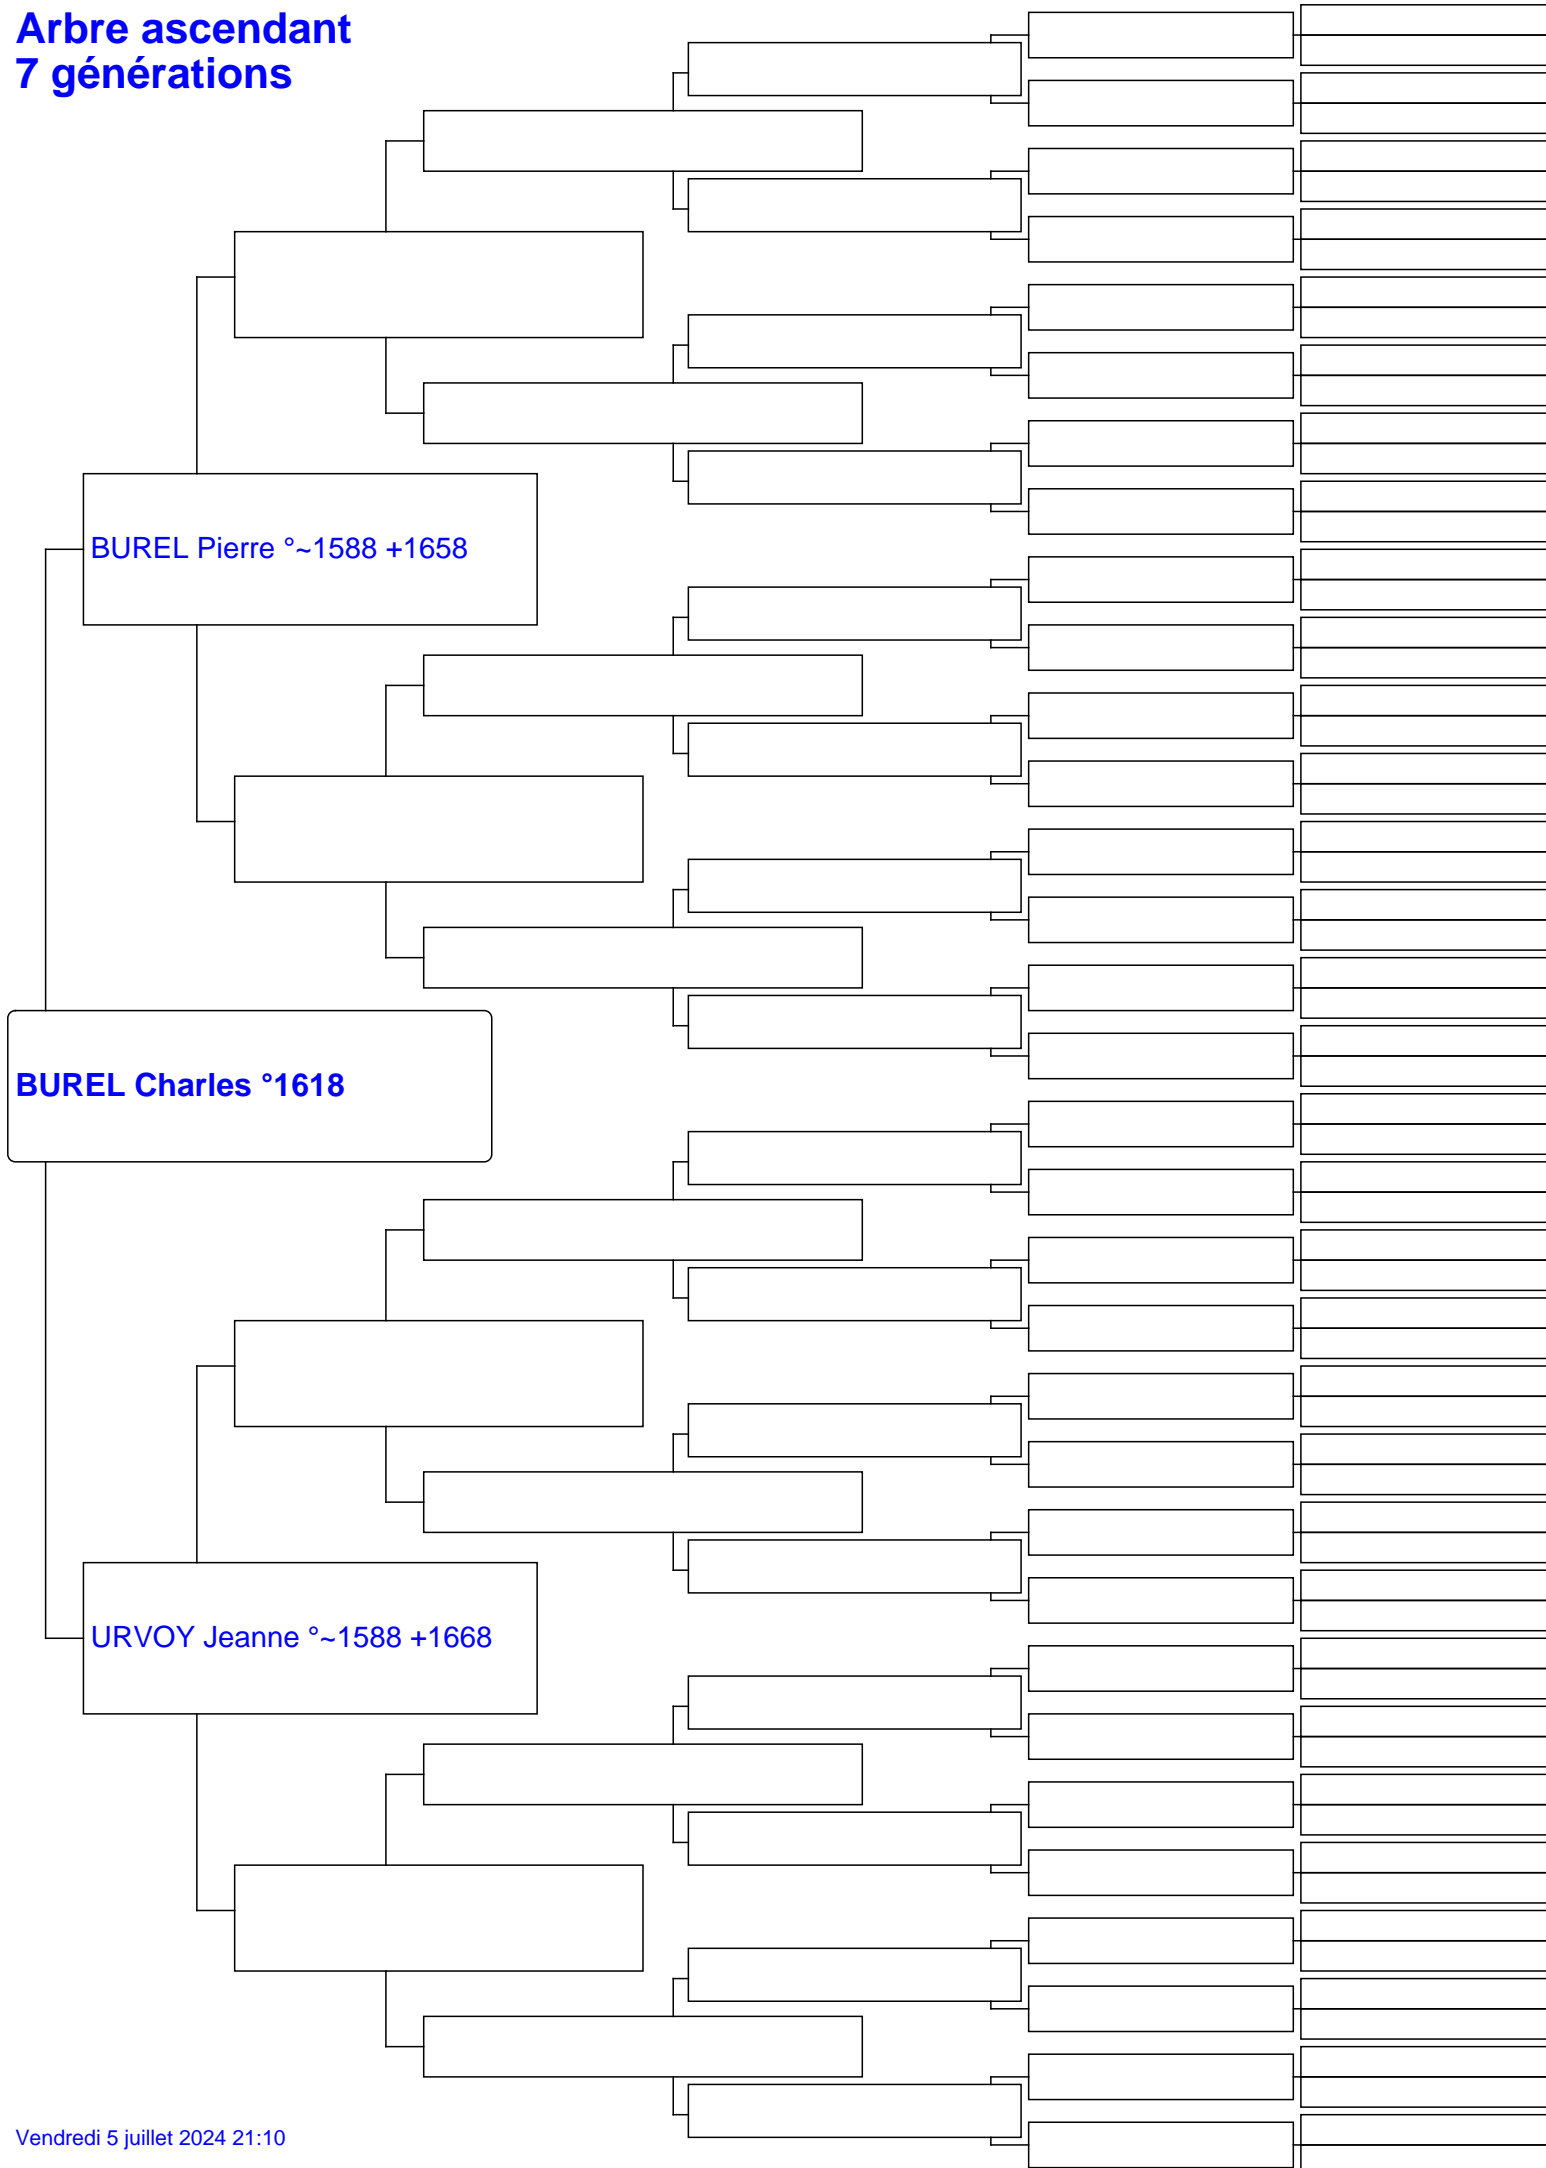 Arbre ascendant
7 générations
BUREL Pierre °~1588 +1658
BUREL Charles °1618
URVOY Jeanne °~1588 +1668
Vendredi 5 juillet 2024 21:10